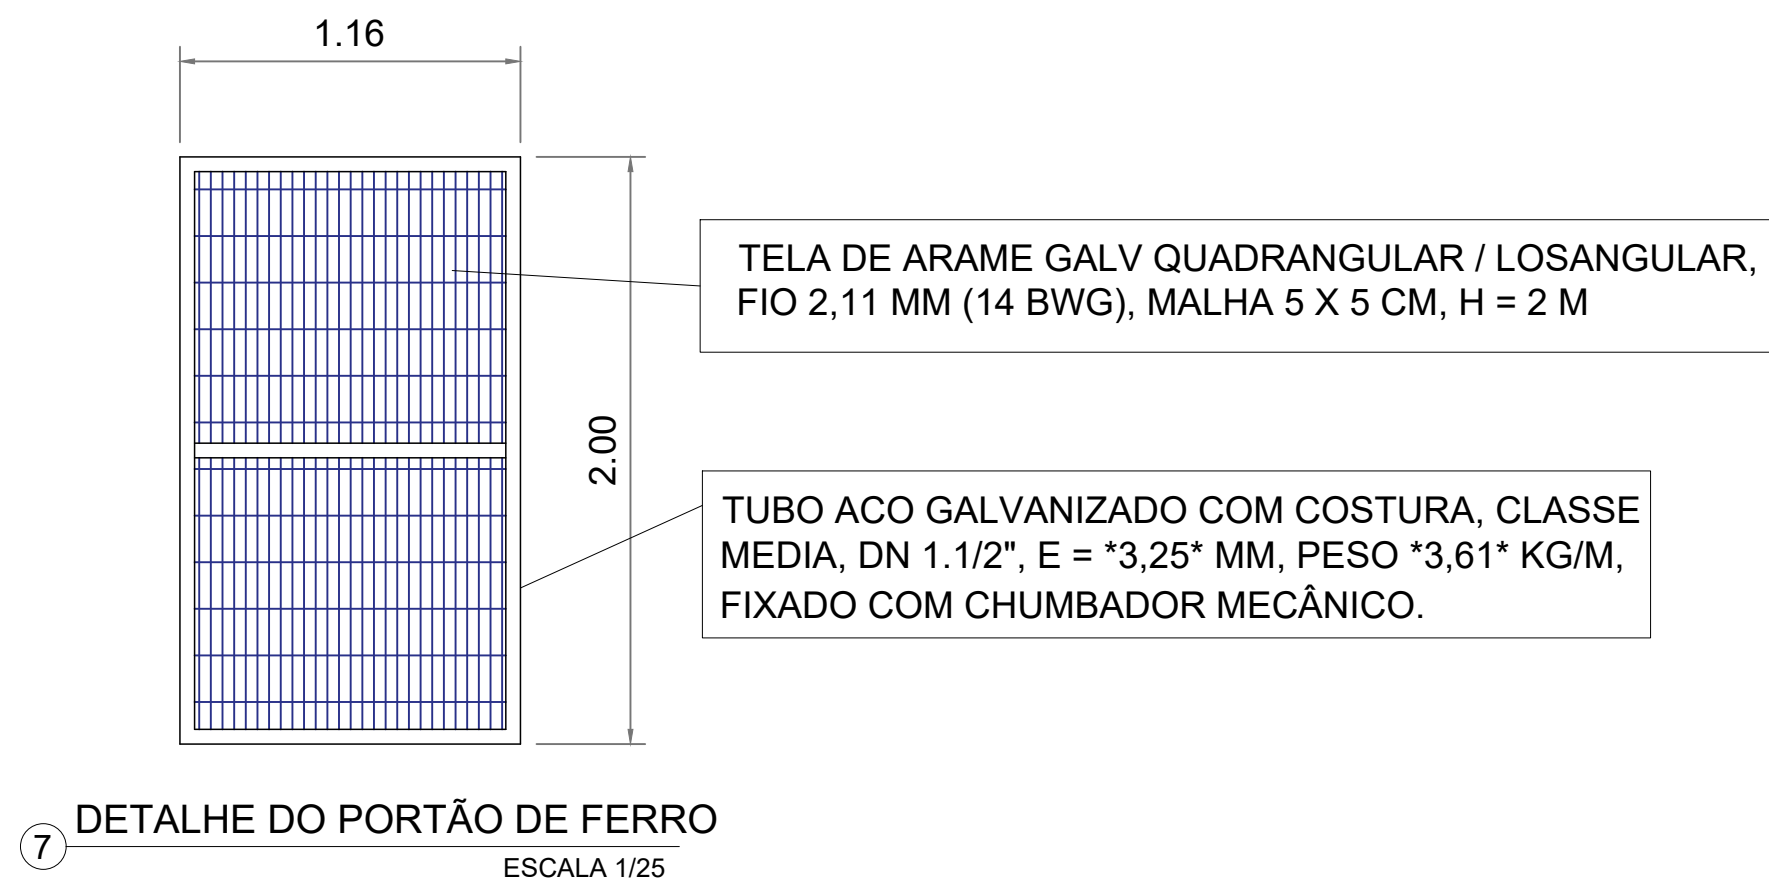 1.16
TELA DE ARAME GALV QUADRANGULAR / LOSANGULAR,
FIO 2,11 MM (14 BWG), MALHA 5 X 5 CM, H = 2 M
2.00
TUBO ACO GALVANIZADO COM COSTURA, CLASSE
MEDIA, DN 1.1/2", E = *3,25* MM, PESO *3,61* KG/M,
FIXADO COM CHUMBADOR MECÂNICO.
7 DETALHE DO PORTÃO DE FERRO
ESCALA 1/25